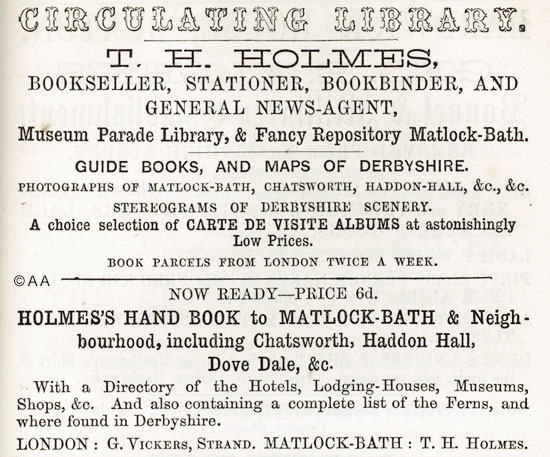 CIRCULATING LIBRARY.
T. H. HOLMES,
BOOKSELLER, STATIONER, BOOKBINDER, AND
GENERAL NEWS-AGENT,
Museum Parade Library, & Fancy Repository Matlock-Bath.
GUIDE BOOKS, AND MAPS OF DERBYSHIRE.
PHOTOGRAPHS OF MATLOCK-BATH, CHATSWORTH, HADDON-HALL, &c., &c.
STEREOGRAMS OF DERBYSHIRE SCENERY.
A choice selection of CARTE DE VISITE ALBUMS at astonishingly
Low Prices.
BOOK PARCELS FROM LONDON TWICE A WEEK.
©AA
NOW READY—PRICE 6d.
HOLMES'S HAND BOOK to MATLOCK-BATH & Neigh-
bourhood, including Chatsworth, Haddon Hall,
Dove Dale, &c.
With a Directory of the Hotels, Lodging-Houses, Museums,
Shops, &c. And also containing a complete list of the Ferns, and
where found in Derbyshire.
LONDON : G. VICKERS, STRAND. MATLOCK-BATH : T. H. HOLMES.